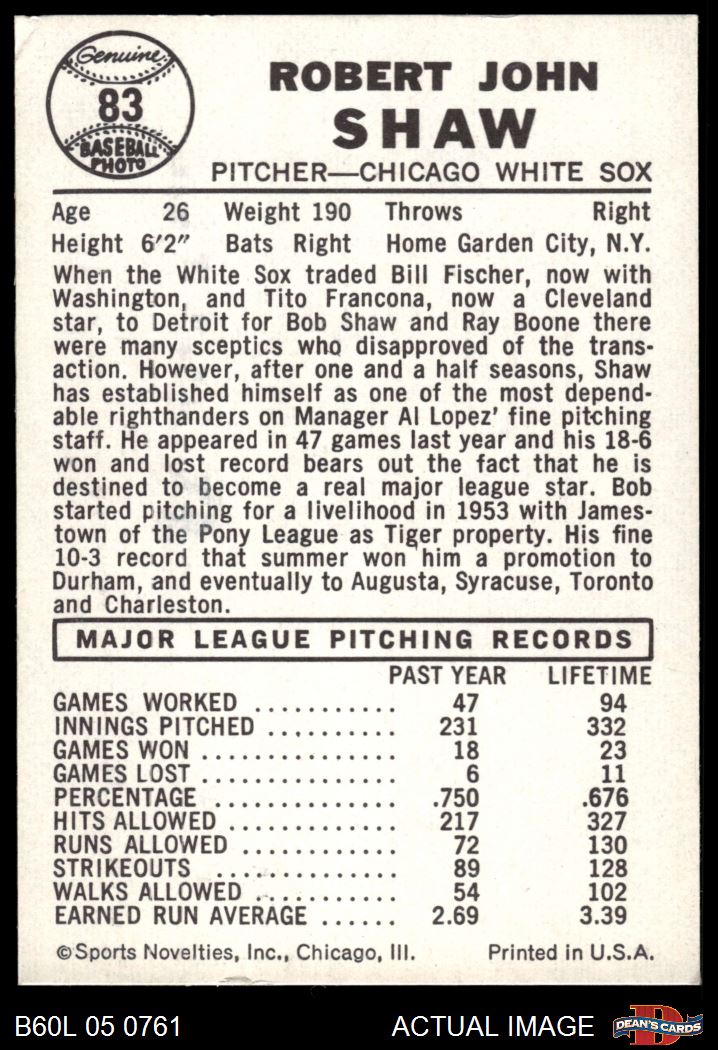 Genuine
83
BASEBALL
PHOTO
ROBERT JOHN
SHAW
PITCHER—CHICAGO WHITE SOX
Age 26 Weight 190 Throws Right
Height 6'2" Bats Right Home Garden City, N.Y.
When the White Sox traded Bill Fischer, now with
Washington, and Tito Francona, now a Cleveland
star, to Detroit for Bob Shaw and Ray Boone there
were many sceptics who disapproved of the trans-
action. However, after one and a half seasons, Shaw
has established himself as one of the most depend-
able righthanders on Manager Al Lopez' fine pitching
staff. He appeared in 47 games last year and his 18-6
won and lost record bears out the fact that he is
destined to become a real major league star. Bob
started pitching for a livelihood in 1953 with James-
town of the Pony League as Tiger property. His fine
10-3 record that summer won him a promotion to
Durham, and eventually to Augusta, Syracuse, Toronto
and Charleston.
MAJOR LEAGUE PITCHING RECORDS
PAST YEAR LIFETIME
GAMES WORKED ........... 47 94
INNINGS PITCHED .......... 231 332
GAMES WON ............... 18 23
GAMES LOST ............... 6 11
PERCENTAGE .............. .750 .676
HITS ALLOWED ............. 217 327
RUNS ALLOWED ............ 72 130
STRIKEOUTS .............. 89 128
WALKS ALLOWED ........... 54 102
EARNED RUN AVERAGE ...... 2.69 3.39
©Sports Novelties, Inc., Chicago, Ill. Printed in U.S.A.
B60L 05 0761 ACTUAL IMAGE DEAN'S CARDS